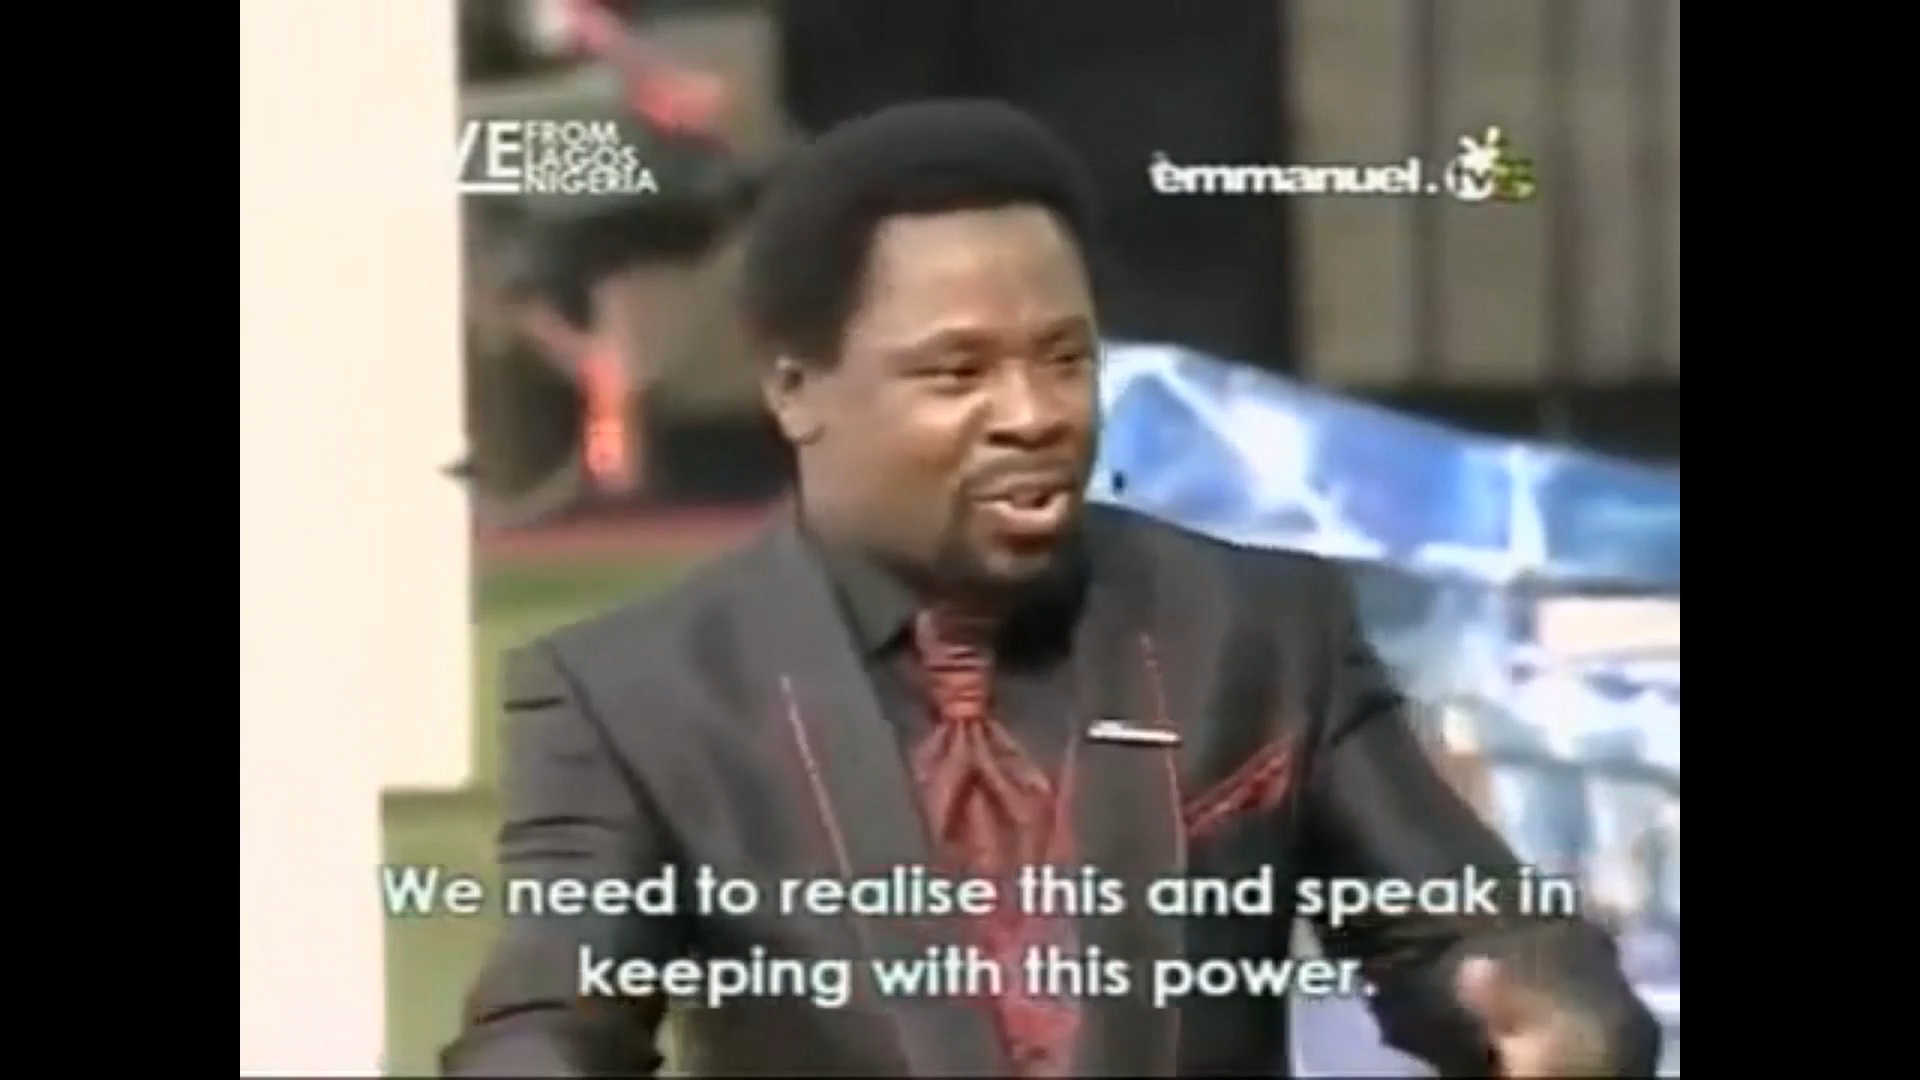 VE FROM
LAGOS
NIGERIA
emmanuel.tv
We need to realise this and speak in
keeping with this power.